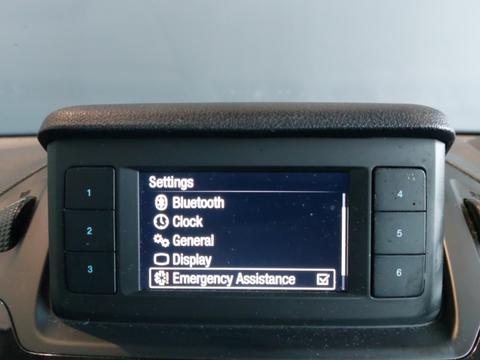 Settings
Bluetooth
Clock
General
Display
Emergency Assistance
1
2
3
4
5
6